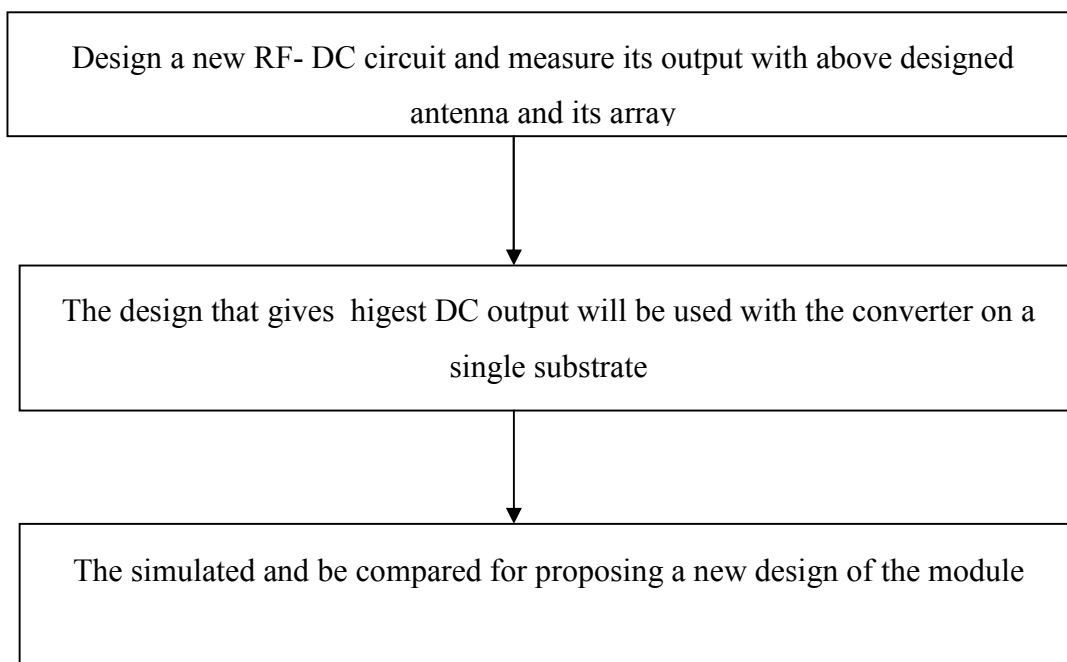 Design a new RF- DC circuit and measure its output with above designed
antenna and its array
The design that gives higest DC output will be used with the converter on a
single substrate
The simulated and be compared for proposing a new design of the module